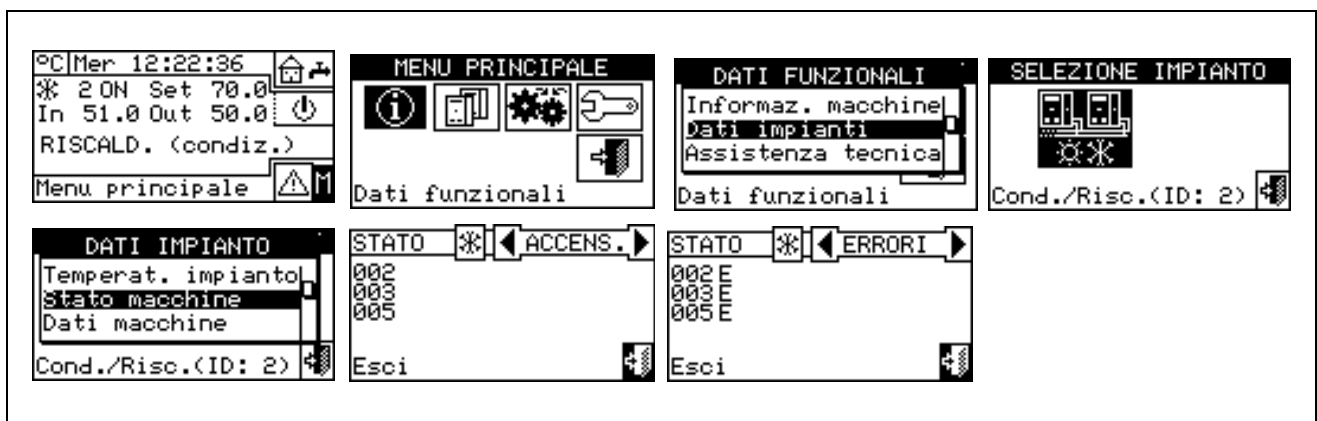 °C Mer 12:22:36
2 ON Set 70.0
In 51.0 Out 50.0
RISCALD. (condiz.)
Menu principale M
MENU PRINCIPALE
Dati funzionali
DATI FUNZIONALI
Informaz. macchine
Dati impianti
Assistenza tecnica
Dati funzionali
SELEZIONE IMPIANTO
Cond./Risc.(ID: 2)
DATI IMPIANTO
Temperat. impianto
Stato macchine
Dati macchine
Cond./Risc.(ID: 2)
STATO ACCENS.
002
003
005
Esci
STATO ERRORI
002 E
003 E
005 E
Esci